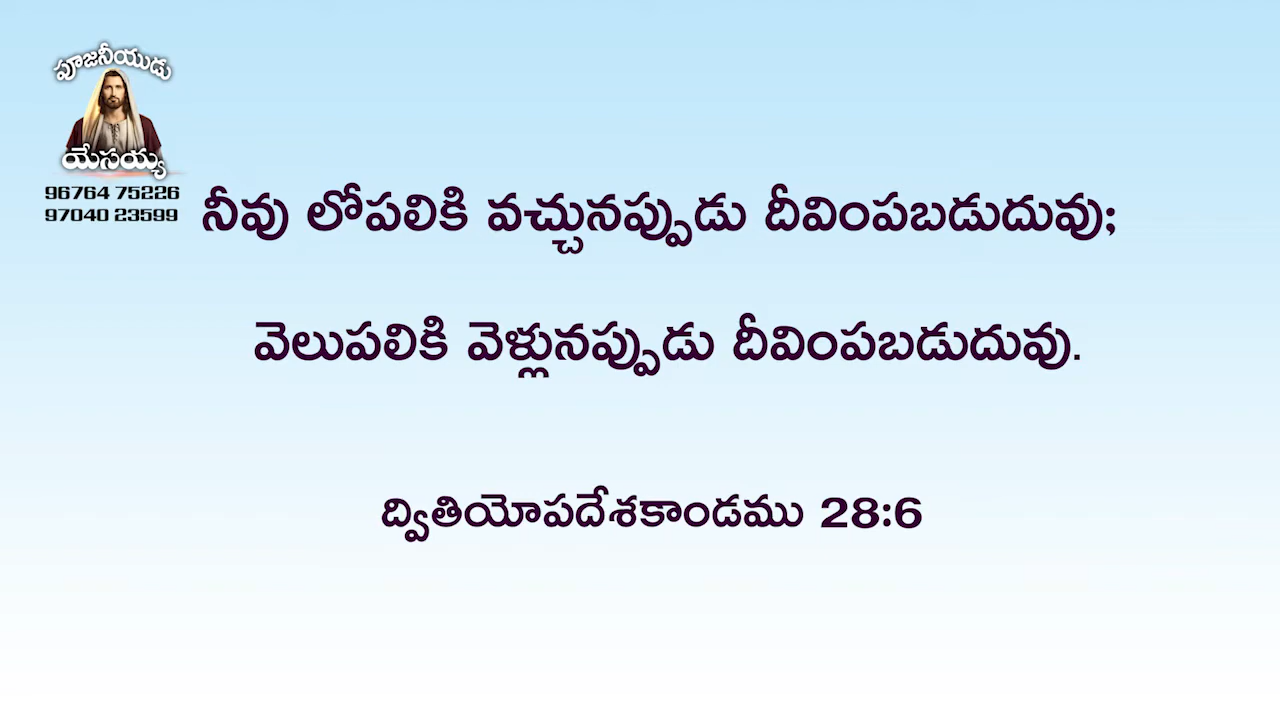 పూజనీయుడు
యేసయ్య
96764 75226
97040 23599
నీవు లోపలికి వచ్చునప్పుడు దీవింపబడుదువు;
వెలుపలికి వెళ్లునప్పుడు దీవింపబడుదువు.
ద్వితియోపదేశకాండము 28:6